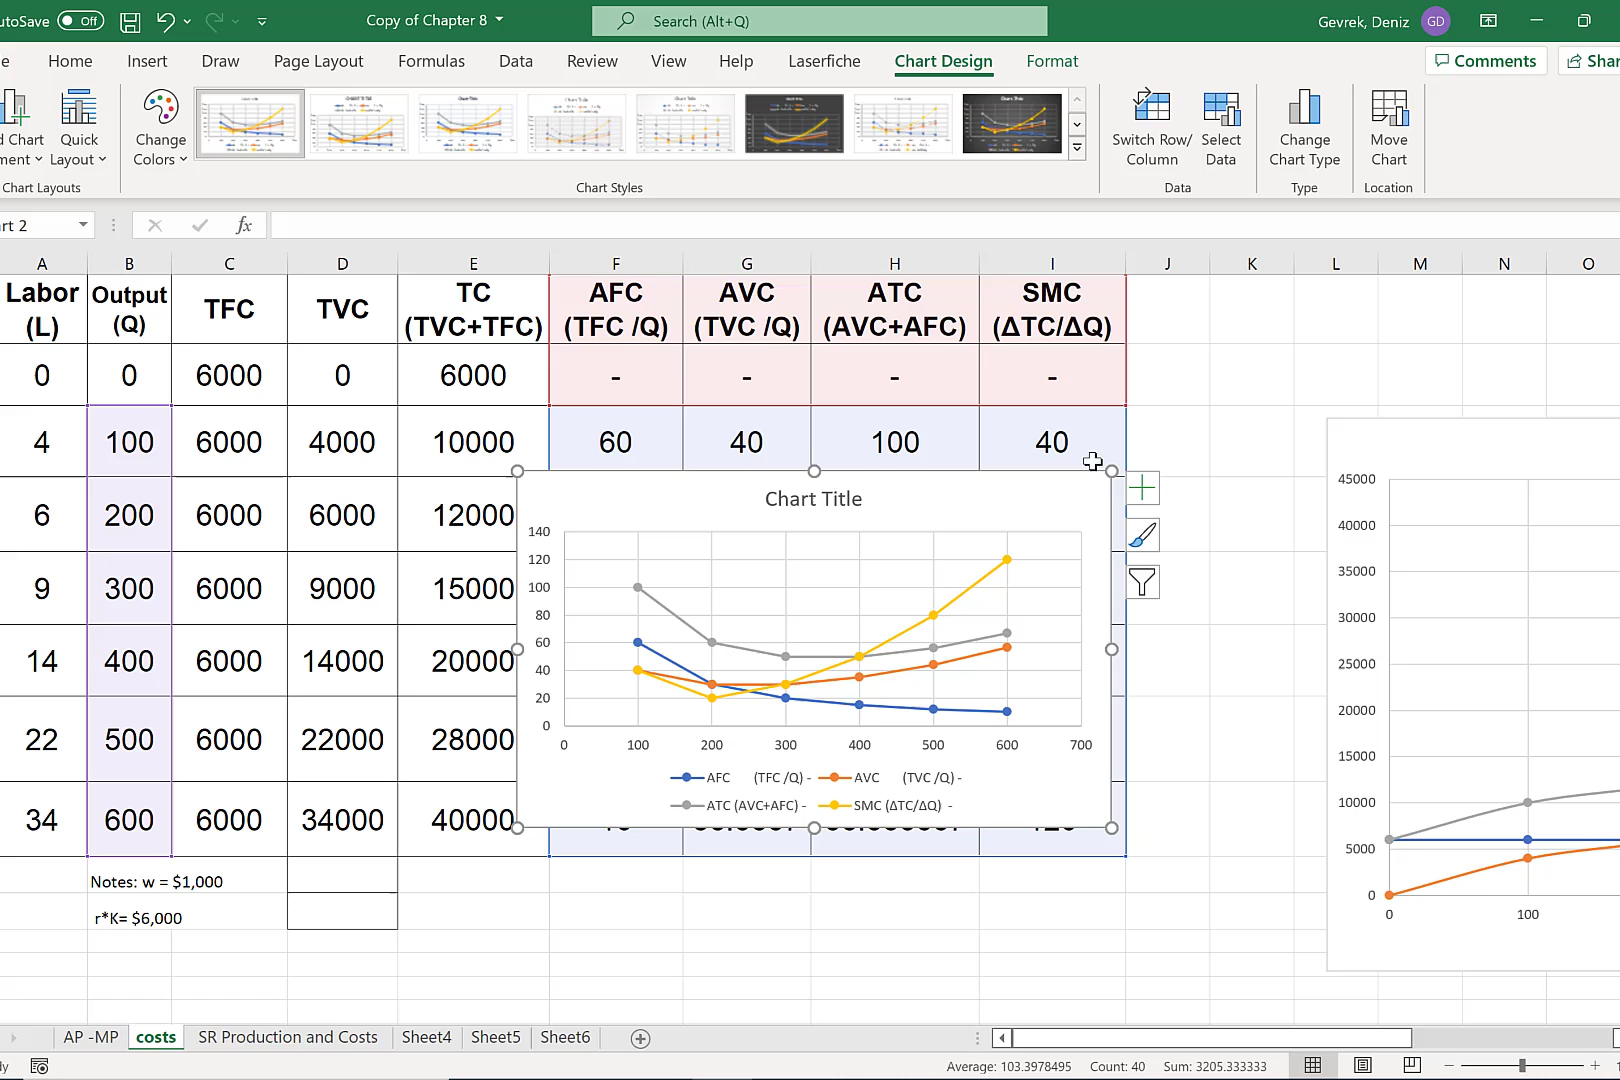 utoSave Off Copy of Chapter 8 Search (Alt+Q) Gevrek, Deniz GD
e Home Insert Draw Page Layout Formulas Data Review View Help Laserfiche Chart Design Format Comments Shar
d Chart Quick Change Switch Row/ Select Change Move
ment Layout Colors Column Data Chart Type Chart
Chart Layouts Chart Styles Data Type Location
rt 2 fx
A B C D E F G H I J K L M N O
Labor Output TFC TVC TC AFC AVC ATC SMC
(L) (Q) (TVC+TFC) (TFC /Q) (TVC /Q) (AVC+AFC) (ΔTC/ΔQ)
0 0 6000 0 6000 - - - -
4 100 6000 4000 10000 60 40 100 40
6 200 6000 6000 12000
9 300 6000 9000 15000
14 400 6000 14000 20000
22 500 6000 22000 28000
34 600 6000 34000 40000
Notes: w = $1,000
r*K= $6,000
Chart Title
140
120
100
80
60
40
20
0
0 100 200 300 400 500 600 700
AFC (TFC /Q) - AVC (TVC /Q) -
ATC (AVC+AFC) - SMC (ΔTC/ΔQ) -
45000
40000
35000
30000
25000
20000
15000
10000
5000
0
0 100
AP -MP costs SR Production and Costs Sheet4 Sheet5 Sheet6
dy Average: 103.3978495 Count: 40 Sum: 3205.333333